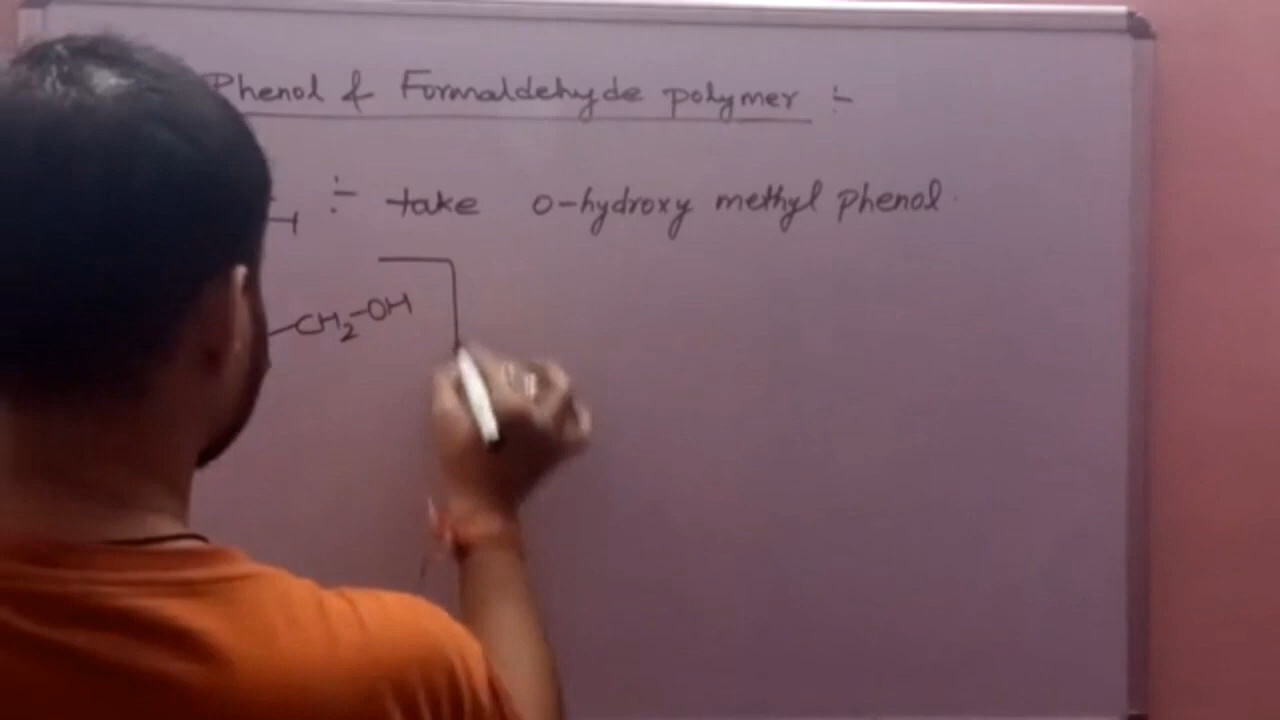 Phenol & Formaldehyde polymer :-
:- take o-hydroxy methyl phenol.
-CH2-OH